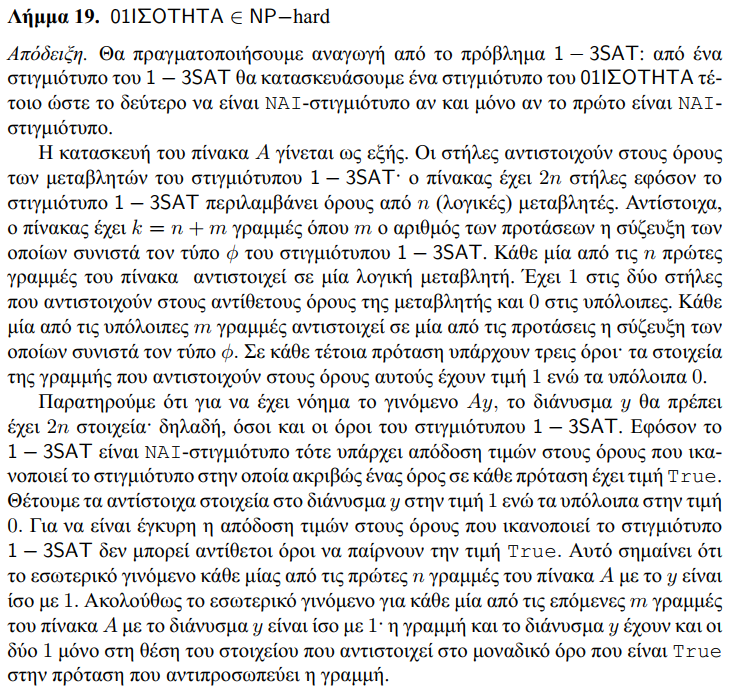 Λήμμα 19. 01ΙΣΟΤΗΤΑ ∈ NP−hard
Απόδειξη. Θα πραγματοποιήσουμε αναγωγή από το πρόβλημα 1 − 3SAT: από ένα
στιγμιότυπο του 1 − 3SAT θα κατασκευάσουμε ένα στιγμιότυπο του 01ΙΣΟΤΗΤΑ τέ-
τοιο ώστε το δεύτερο να είναι ΝΑΙ-στιγμιότυπο αν και μόνο αν το πρώτο είναι ΝΑΙ-
στιγμιότυπο.
Η κατασκευή του πίνακα A γίνεται ως εξής. Οι στήλες αντιστοιχούν στους όρους
των μεταβλητών του στιγμιότυπου 1 − 3SAT· ο πίνακας έχει 2n στήλες εφόσον το
στιγμιότυπο 1 − 3SAT περιλαμβάνει όρους από n (λογικές) μεταβλητές. Αντίστοιχα,
ο πίνακας έχει k = n + m γραμμές όπου m ο αριθμός των προτάσεων η σύζευξη των
οποίων συνιστά τον τύπο ϕ του στιγμιότυπου 1 − 3SAT. Κάθε μία από τις n πρώτες
γραμμές του πίνακα αντιστοιχεί σε μία λογική μεταβλητή. Έχει 1 στις δύο στήλες
που αντιστοιχούν στους αντίθετους όρους της μεταβλητής και 0 στις υπόλοιπες. Κάθε
μία από τις υπόλοιπες m γραμμές αντιστοιχεί σε μία από τις προτάσεις η σύζευξη των
οποίων συνιστά τον τύπο ϕ. Σε κάθε τέτοια πρόταση υπάρχουν τρεις όροι· τα στοιχεία
της γραμμής που αντιστοιχούν στους όρους αυτούς έχουν τιμή 1 ενώ τα υπόλοιπα 0.
Παρατηρούμε ότι για να έχει νόημα το γινόμενο Ay, το διάνυσμα y θα πρέπει
έχει 2n στοιχεία· δηλαδή, όσοι και οι όροι του στιγμιότυπου 1 − 3SAT. Εφόσον το
1 − 3SAT είναι ΝΑΙ-στιγμιότυπο τότε υπάρχει απόδοση τιμών στους όρους που ικα-
νοποιεί το στιγμιότυπο στην οποία ακριβώς ένας όρος σε κάθε πρόταση έχει τιμή True.
Θέτουμε τα αντίστοιχα στοιχεία στο διάνυσμα y στην τιμή 1 ενώ τα υπόλοιπα στην τιμή
0. Για να είναι έγκυρη η απόδοση τιμών στους όρους που ικανοποιεί το στιγμιότυπο
1 − 3SAT δεν μπορεί αντίθετοι όροι να παίρνουν την τιμή True. Αυτό σημαίνει ότι
το εσωτερικό γινόμενο κάθε μίας από τις πρώτες n γραμμές του πίνακα A με το y είναι
ίσο με 1. Ακολούθως το εσωτερικό γινόμενο για κάθε μία από τις επόμενες m γραμμές
του πίνακα A με το διάνυσμα y είναι ίσο με 1· η γραμμή και το διάνυσμα y έχουν και οι
δύο 1 μόνο στη θέση του στοιχείου που αντιστοιχεί στο μοναδικό όρο που είναι True
στην πρόταση που αντιπροσωπεύει η γραμμή.